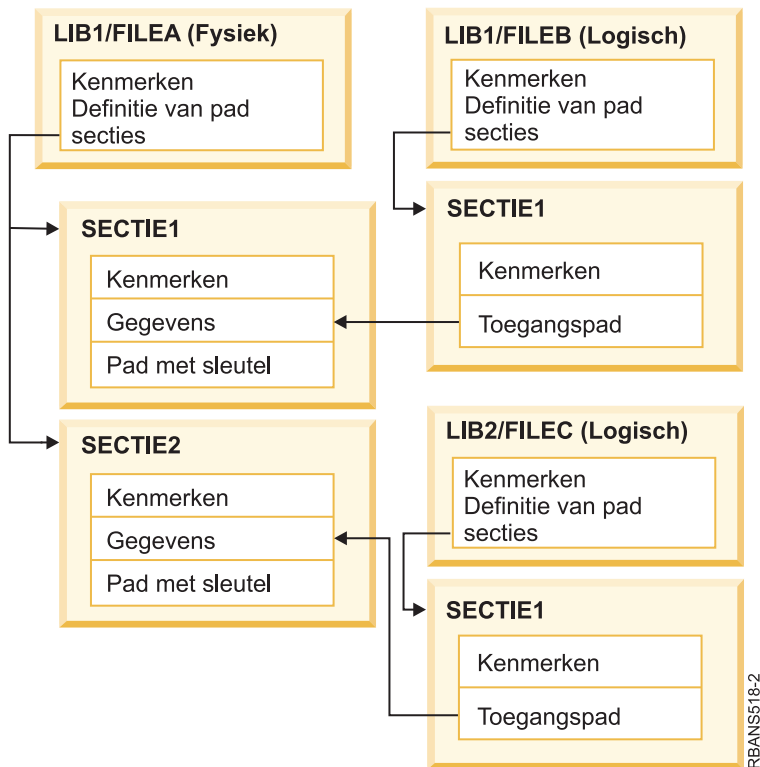 LIB1/FILEA (Fysiek)
Kenmerken
Definitie van pad
secties
SECTIE1
Kenmerken
Gegevens
Pad met sleutel
SECTIE2
Kenmerken
Gegevens
Pad met sleutel
LIB1/FILEB (Logisch)
Kenmerken
Definitie van pad
secties
SECTIE1
Kenmerken
Toegangspad
LIB2/FILEC (Logisch)
Kenmerken
Definitie van pad
secties
SECTIE1
Kenmerken
Toegangspad
RBANS518-2